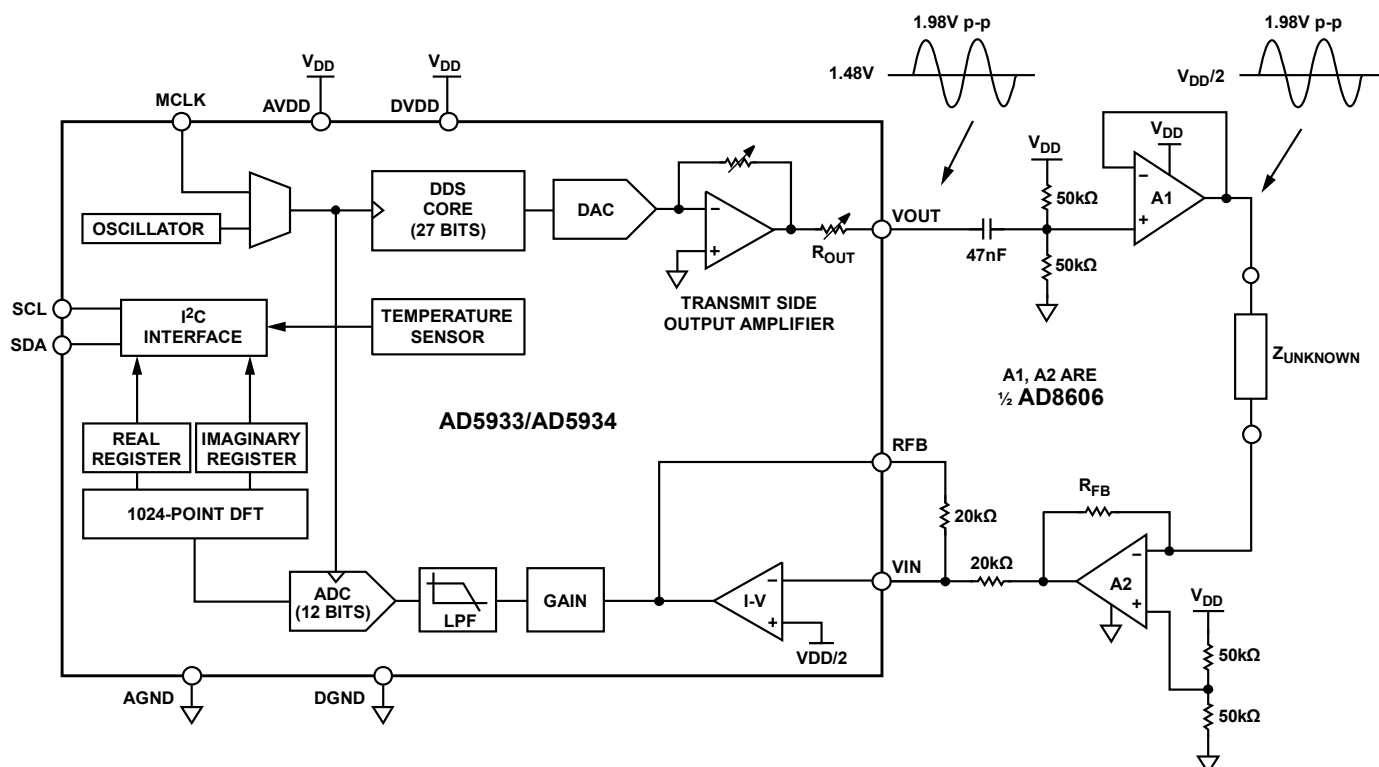 1.98V p-p
1.98V p-p
1.48V
VDD/2
VDD
VDD
MCLK
AVDD
DVDD
OSCILLATOR
DDS
CORE
(27 BITS)
DAC
ROUT
VOUT
47nF
VDD
50kΩ
50kΩ
VDD
A1
−
+
−
+
TRANSMIT SIDE
OUTPUT AMPLIFIER
SCL
SDA
I2C
INTERFACE
TEMPERATURE
SENSOR
ZUNKNOWN
A1, A2 ARE
½ AD8606
AD5933/AD5934
REAL
REGISTER
IMAGINARY
REGISTER
1024-POINT DFT
RFB
20kΩ
RFB
20kΩ
VIN
A2
−
+
ADC
(12 BITS)
LPF
GAIN
I-V
−
+
VDD/2
VDD
50kΩ
50kΩ
AGND
DGND